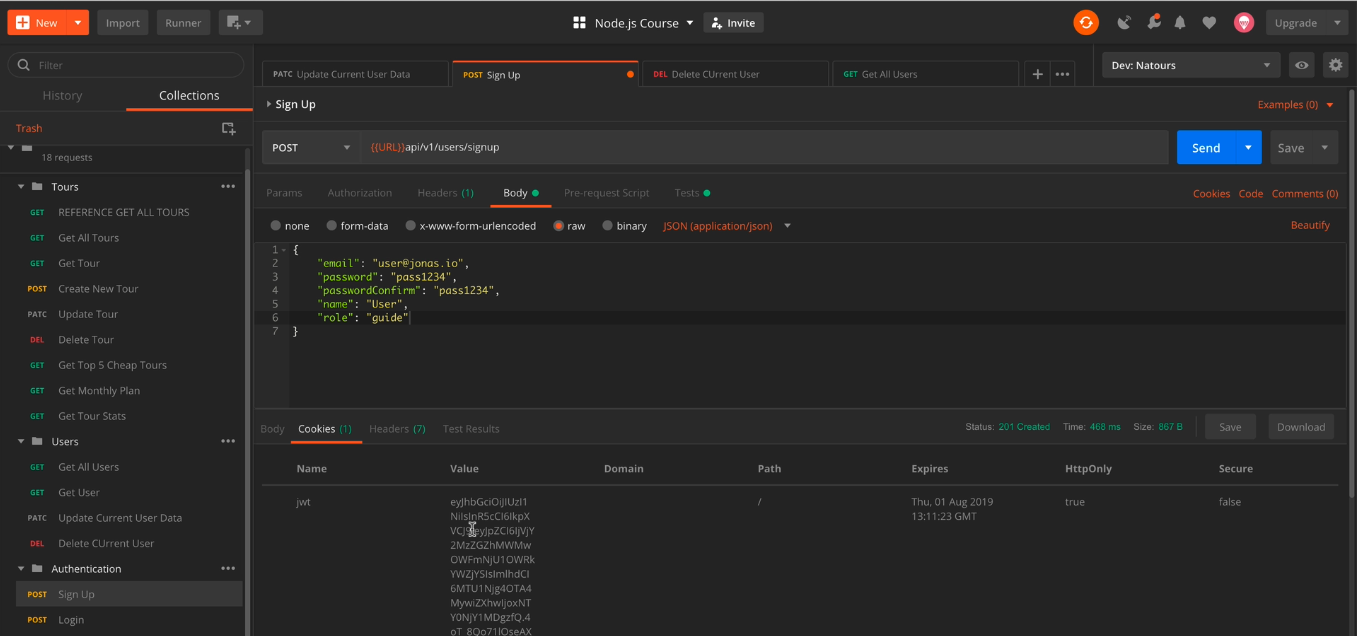 New
Import
Runner
Node.js Course
Invite
Upgrade
Filter
History
Collections
Trash
18 requests
Tours
GET REFERENCE GET ALL TOURS
GET Get All Tours
GET Get Tour
POST Create New Tour
PATC Update Tour
DEL Delete Tour
GET Get Top 5 Cheap Tours
GET Get Monthly Plan
GET Get Tour Stats
Users
GET Get All Users
GET Get User
PATC Update Current User Data
DEL Delete CUrrent User
Authentication
POST Sign Up
POST Login
PATC Update Current User Data
POST Sign Up
DEL Delete CUrrent User
GET Get All Users
Dev: Natours
Sign Up
Examples (0)
POST
{{URL}}api/v1/users/signup
Send
Save
Params Authorization Headers (1) Body Pre-request Script Tests
Cookies Code Comments (0)
none form-data x-www-form-urlencoded raw binary JSON (application/json)
Beautify
1 {
2 "email": "user@jonas.io",
3 "password": "pass1234",
4 "passwordConfirm": "pass1234",
5 "name": "User",
6 "role": "guide"
7 }
Body Cookies (1) Headers (7) Test Results
Status: 201 Created Time: 468 ms Size: 867 B
Save
Download
Name Value Domain Path Expires HttpOnly Secure
jwt
eyJhbGciOiJIUzI1
NiIsInR5cCI6IkpX
2MzZGZhMWMw
OWFmNjU1OWRk
YWZjYSIsImlhdCI
6MTU1Njg4OTA4
MywiZXhwIjoxNT
Y0NjY1MDgzfQ.4
/
Thu, 01 Aug 2019
13:11:23 GMT
true
false